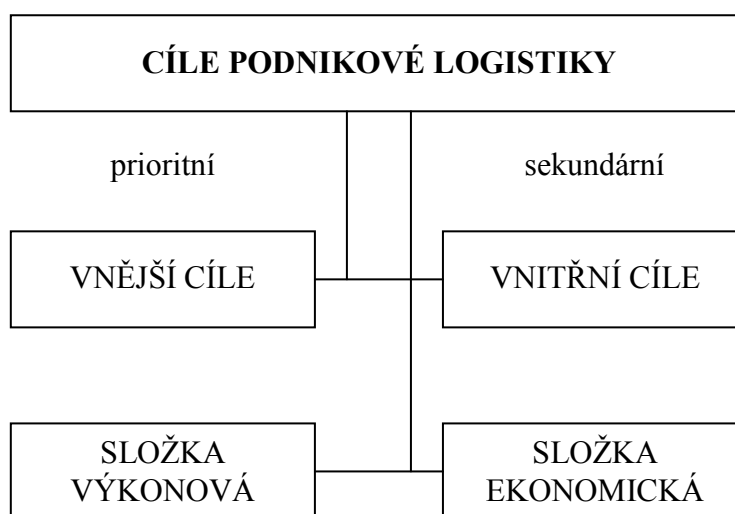 CÍLE PODNIKOVÉ LOGISTIKY
prioritní
sekundární
VNĚJŠÍ CÍLE
VNITŘNÍ CÍLE
SLOŽKA
VÝKONOVÁ
SLOŽKA
EKONOMICKÁ